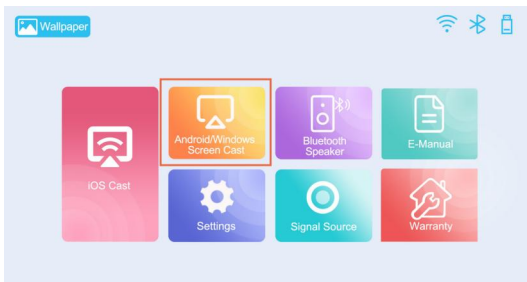 Wallpaper
Android/Windows
Screen Cast
Bluetooth
Speaker
E-Manual
iOS Cast
Settings
Signal Source
Warranty